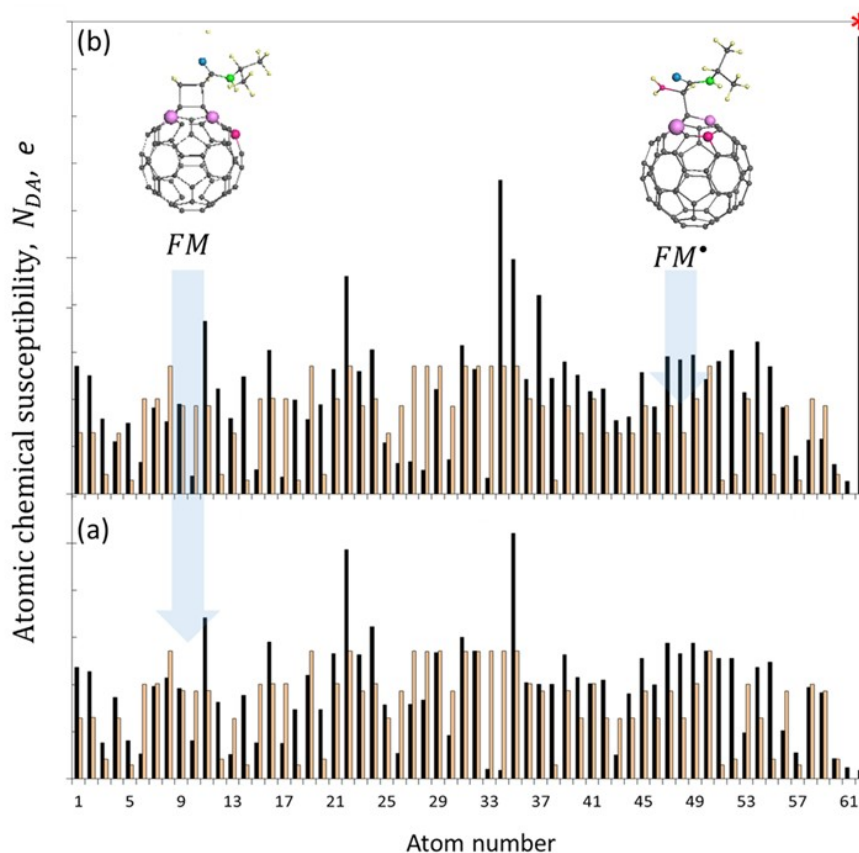 (b)
*
FM
FM•
(a)
Atomic chemical susceptibility, N_DA, e
1 5 9 13 17 21 25 29 33 37 41 45 49 53 57 61
Atom number